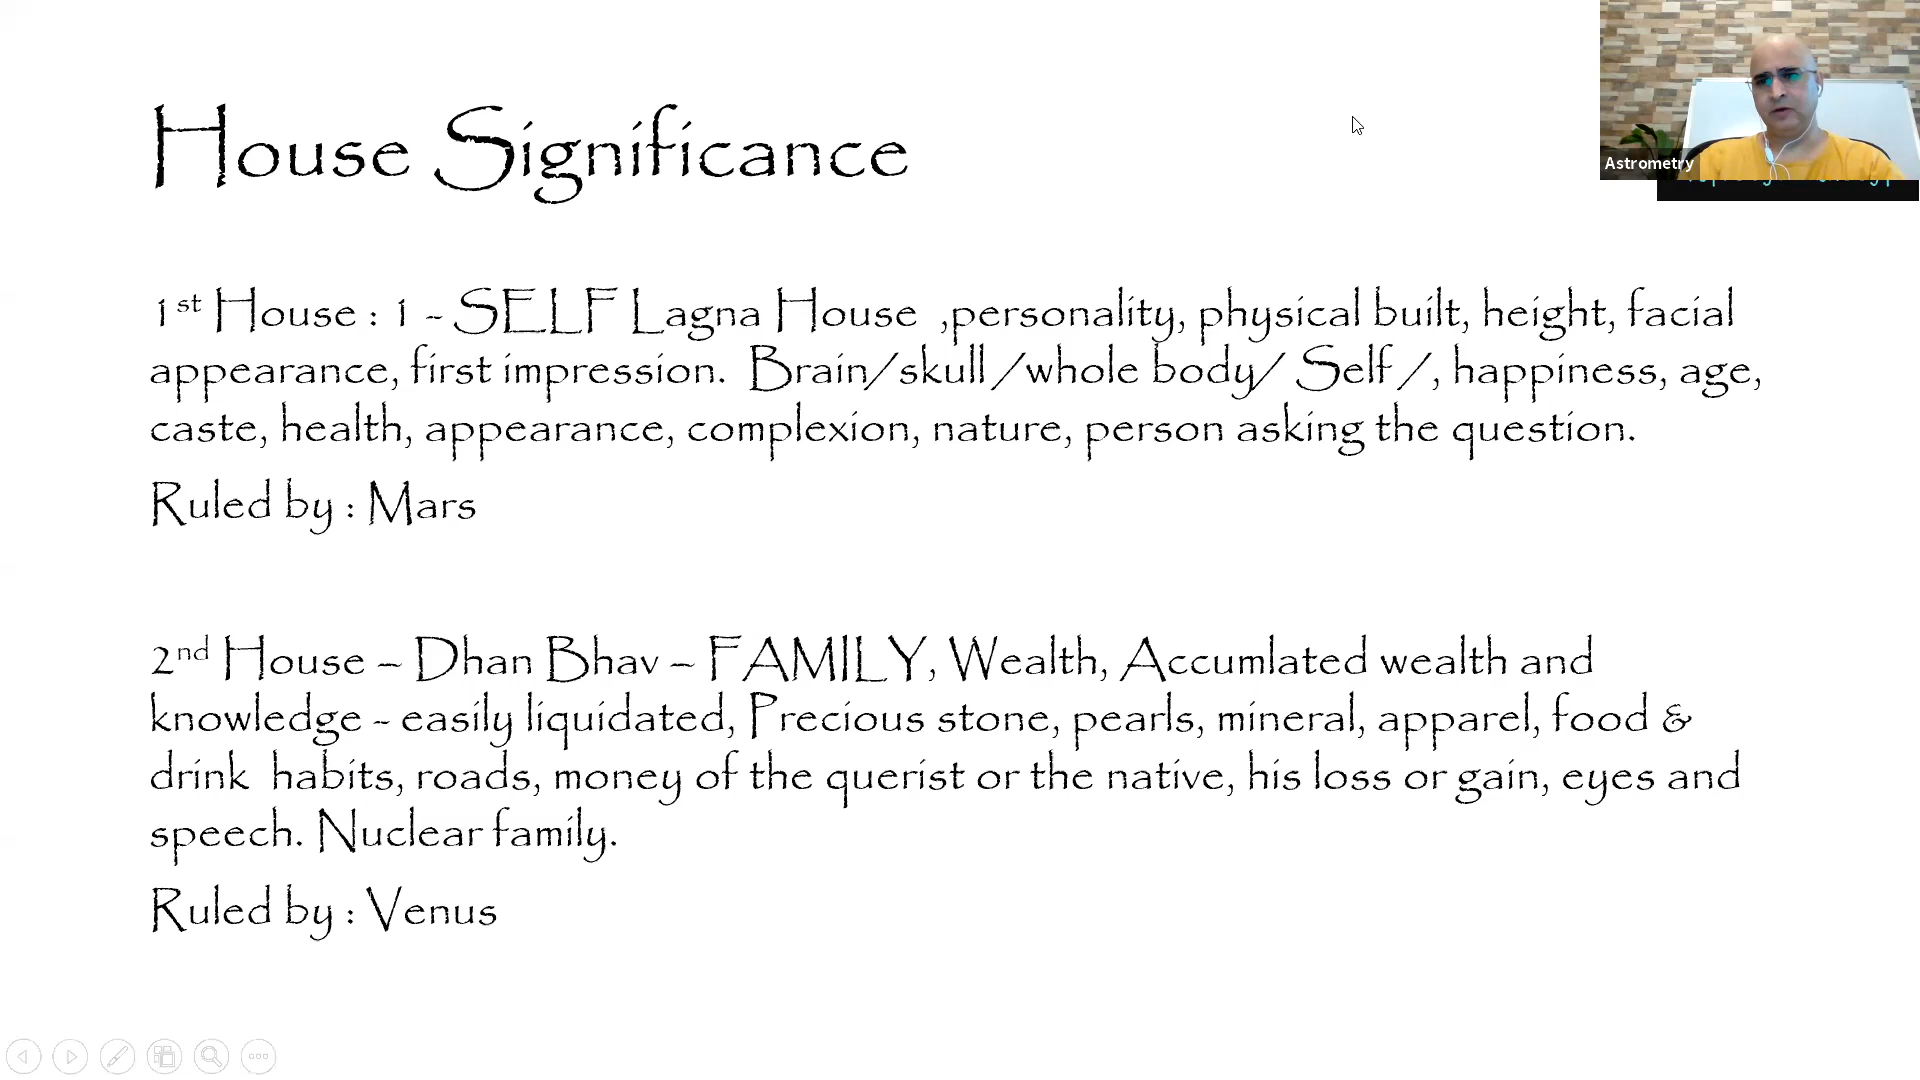 House Significance
1st House : 1 - SELF Lagna House ,personality, physical built, height, facial
appearance, first impression. Brain/skull/whole body/ Self/, happiness, age,
caste, health, appearance, complexion, nature, person asking the question.
Ruled by : Mars
2nd House – Dhan Bhav – FAMILY, Wealth, Accumlated wealth and
knowledge - easily liquidated, Precious stone, pearls, mineral, apparel, food &
drink habits, roads, money of the querist or the native, his loss or gain, eyes and
speech. Nuclear family.
Ruled by : Venus
Astrometry